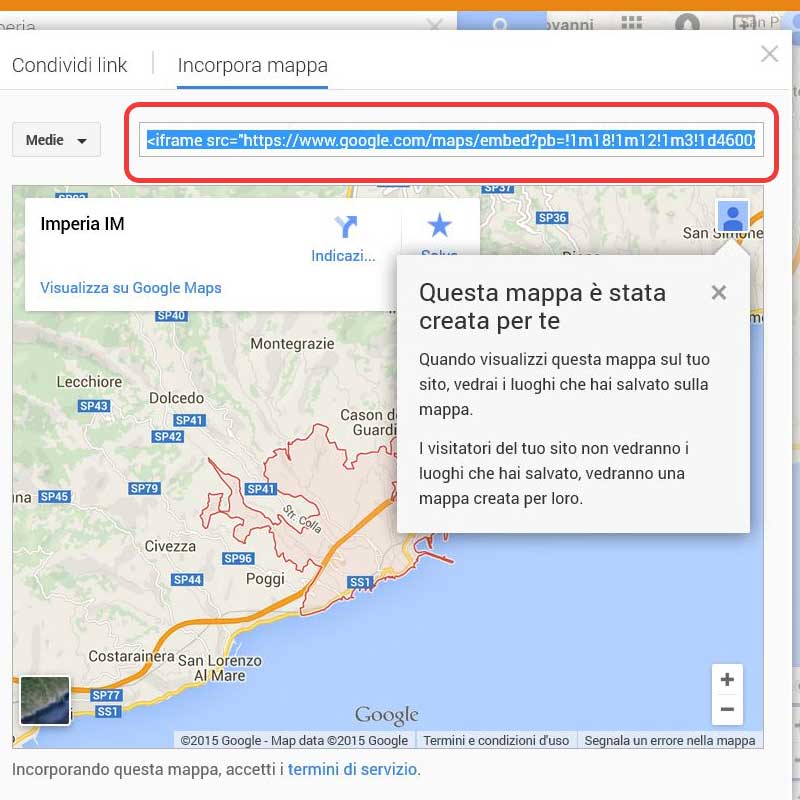 Condividi link
Incorpora mappa
Medie
<iframe src="https://www.google.com/maps/embed?pb=!1m18!1m12!1m3!1d4600
Imperia IM
Indicazi...
Visualizza su Google Maps
SP37
SP36
SP40
Montegrazie
Lecchiore
SP43
Dolcedo
SP41
SP42
Cason de
Guardi
SP45
SP79
SP41
Str. Colla
Civezza
SP96
SP44
Poggi
SS1
Costarainera
San Lorenzo
Al Mare
SP77
SS1
Questa mappa è stata
creata per te
Quando visualizzi questa mappa sul tuo
sito, vedrai i luoghi che hai salvato sulla
mappa.
I visitatori del tuo sito non vedranno i
luoghi che hai salvato, vedranno una
mappa creata per loro.
Google
©2015 Google - Map data ©2015 Google
Termini e condizioni d'uso
Segnala un errore nella mappa
Incorporando questa mappa, accetti i termini di servizio.